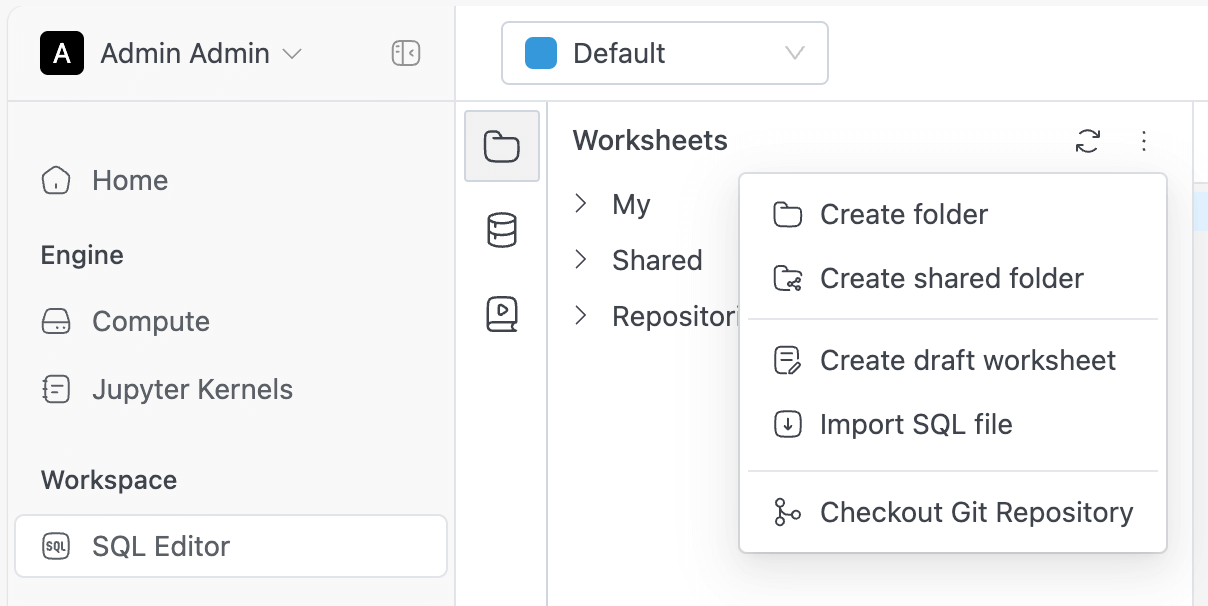 A Admin Admin
Default
Home
Engine
Compute
Jupyter Kernels
Workspace
SQL SQL Editor
Worksheets
My
Shared
Repositori
Create folder
Create shared folder
Create draft worksheet
Import SQL file
Checkout Git Repository